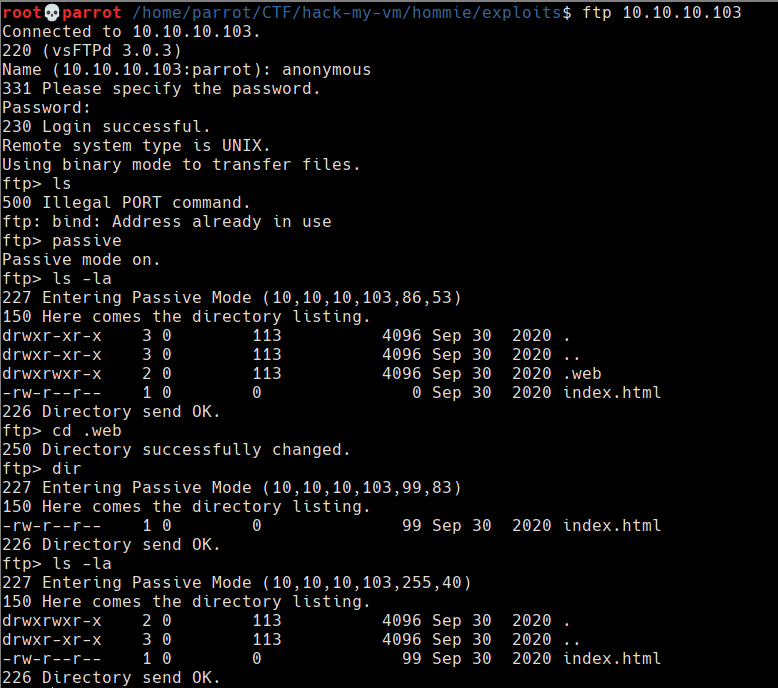 root💀parrot /home/parrot/CTF/hack-my-vm/hommie/exploits$ ftp 10.10.10.103
Connected to 10.10.10.103.
220 (vsFTPd 3.0.3)
Name (10.10.10.103:parrot): anonymous
331 Please specify the password.
Password:
230 Login successful.
Remote system type is UNIX.
Using binary mode to transfer files.
ftp> ls
500 Illegal PORT command.
ftp: bind: Address already in use
ftp> passive
Passive mode on.
ftp> ls -la
227 Entering Passive Mode (10,10,10,103,86,53)
150 Here comes the directory listing.
drwxr-xr-x    3 0        113          4096 Sep 30  2020 .
drwxr-xr-x    3 0        113          4096 Sep 30  2020 ..
drwxrwxr-x    2 0        113          4096 Sep 30  2020 .web
-rw-r--r--    1 0        0               0 Sep 30  2020 index.html
226 Directory send OK.
ftp> cd .web
250 Directory successfully changed.
ftp> dir
227 Entering Passive Mode (10,10,10,103,99,83)
150 Here comes the directory listing.
-rw-r--r--    1 0        0              99 Sep 30  2020 index.html
226 Directory send OK.
ftp> ls -la
227 Entering Passive Mode (10,10,10,103,255,40)
150 Here comes the directory listing.
drwxrwxr-x    2 0        113          4096 Sep 30  2020 .
drwxr-xr-x    3 0        113          4096 Sep 30  2020 ..
-rw-r--r--    1 0        0              99 Sep 30  2020 index.html
226 Directory send OK.